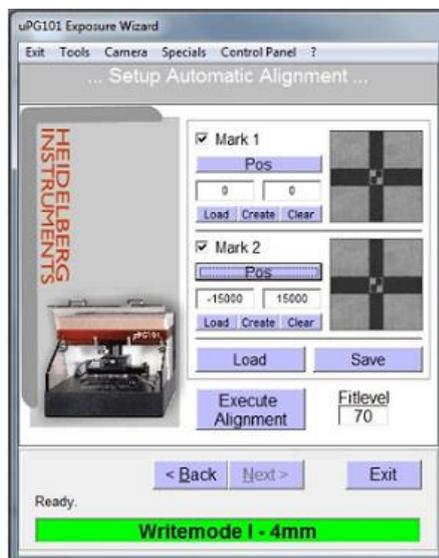 uPG101 Exposure Wizard
Exit Tools Camera Specials Control Panel ?
... Setup Automatic Alignment ...
HEIDELBERG
INSTRUMENTS
µPG101
Mark 1
Pos
0 0
Load Create Clear
Mark 2
Pos
-15000 15000
Load Create Clear
Load Save
Execute
Alignment
Fitlevel
70
< Back Next > Exit
Ready.
Writemode I - 4mm